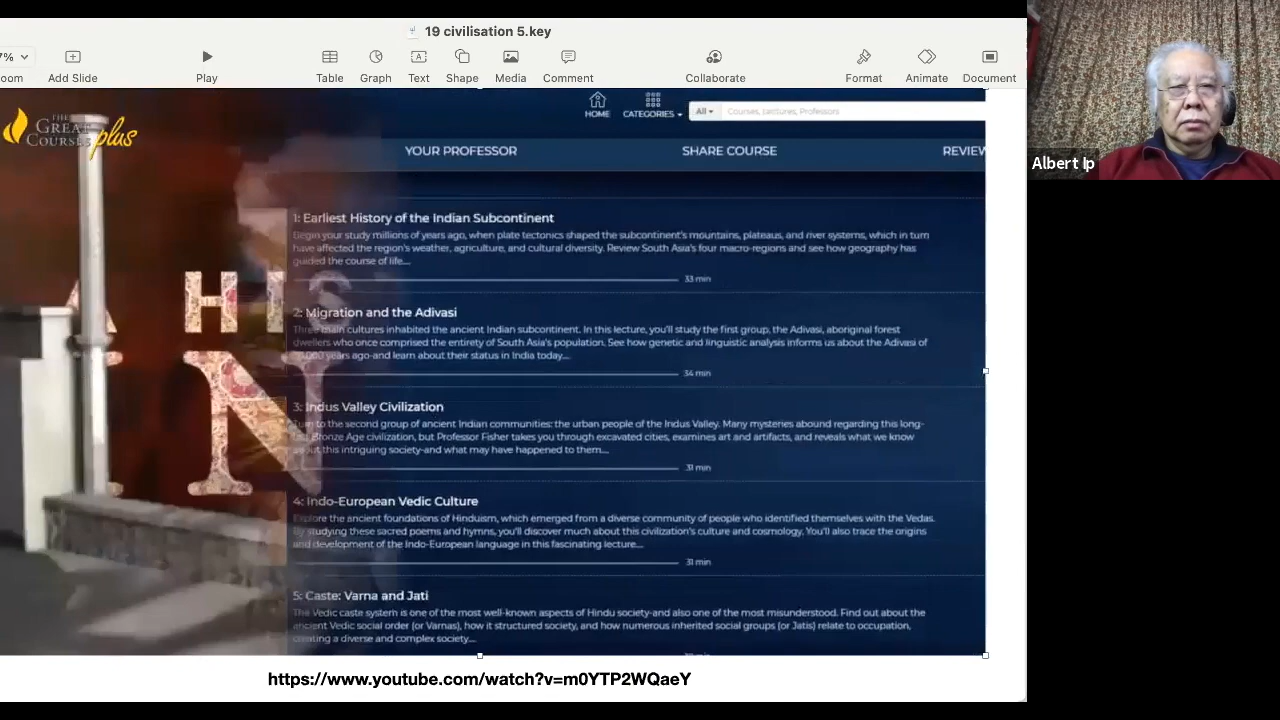 19 civilisation 5.key
7%
oom
Add Slide
Play
Table
Graph
Text
Shape
Media
Comment
Collaborate
Format
Animate
Document
THE
GREAT
COURSES plus
HOME
CATEGORIES
All
Courses, Lectures, Professors
YOUR PROFESSOR
SHARE COURSE
REVIEW
1: Earliest History of the Indian Subcontinent
Begin your study millions of years ago, when plate tectonics shaped the subcontinent's mountains, plateaus, and river systems, which in turn
have affected the region's weather, agriculture, and cultural diversity. Review South Asia's four macro-regions and see how geography has
guided the course of life....
33 min
2: Migration and the Adivasi
Three main cultures inhabited the ancient Indian subcontinent. In this lecture, you'll study the first group, the Adivasi, aboriginal forest
dwellers who once comprised the entirety of South Asia's population. See how genetic and linguistic analysis informs us about the Adivasi of
years ago-and learn about their status in India today....
34 min
3: Indus Valley Civilization
Turn to the second group of ancient Indian communities: the urban people of the Indus Valley. Many mysteries abound regarding this long-
Bronze Age civilization, but Professor Fisher takes you through excavated cities, examines art and artifacts, and reveals what we know
about this intriguing society-and what may have happened to them....
31 min
4: Indo-European Vedic Culture
Explore the ancient foundations of Hinduism, which emerged from a diverse community of people who identified themselves with the Vedas.
By studying these sacred poems and hymns, you'll discover much about this civilization's culture and cosmology. You'll also trace the origins
and development of the Indo-European language in this fascinating lecture....
31 min
5: Caste: Varna and Jati
The Vedic caste system is one of the most well-known aspects of Hindu society-and also one of the most misunderstood. Find out about the
ancient Vedic social order (or Varnas), how it structured society, and how numerous inherited social groups (or Jatis) relate to occupation,
creating a diverse and complex society....
A HIS
N
https://www.youtube.com/watch?v=m0YTP2WQaeY
Albert Ip